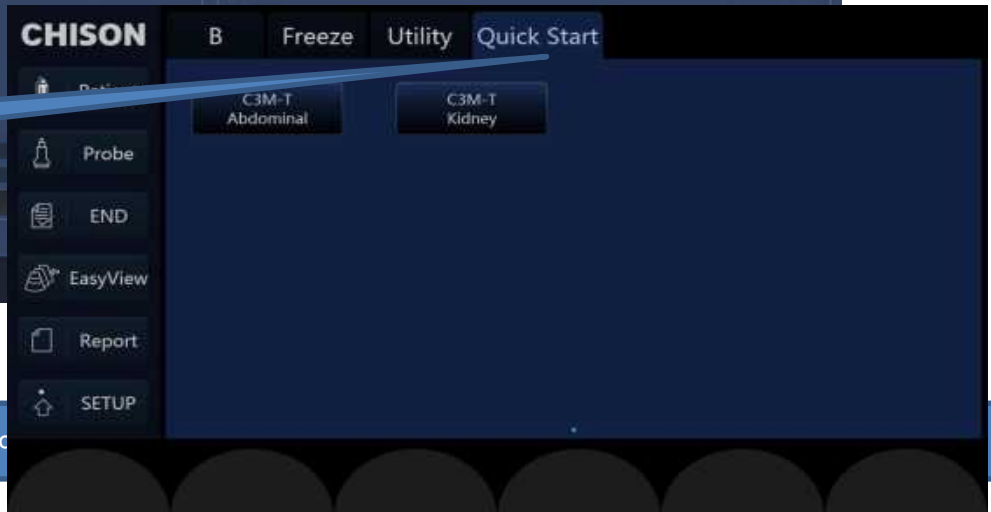 CHISON
B
Freeze
Utility
Quick Start
C3M-T
Abdominal
C3M-T
Kidney
Probe
END
EasyView
Report
SETUP